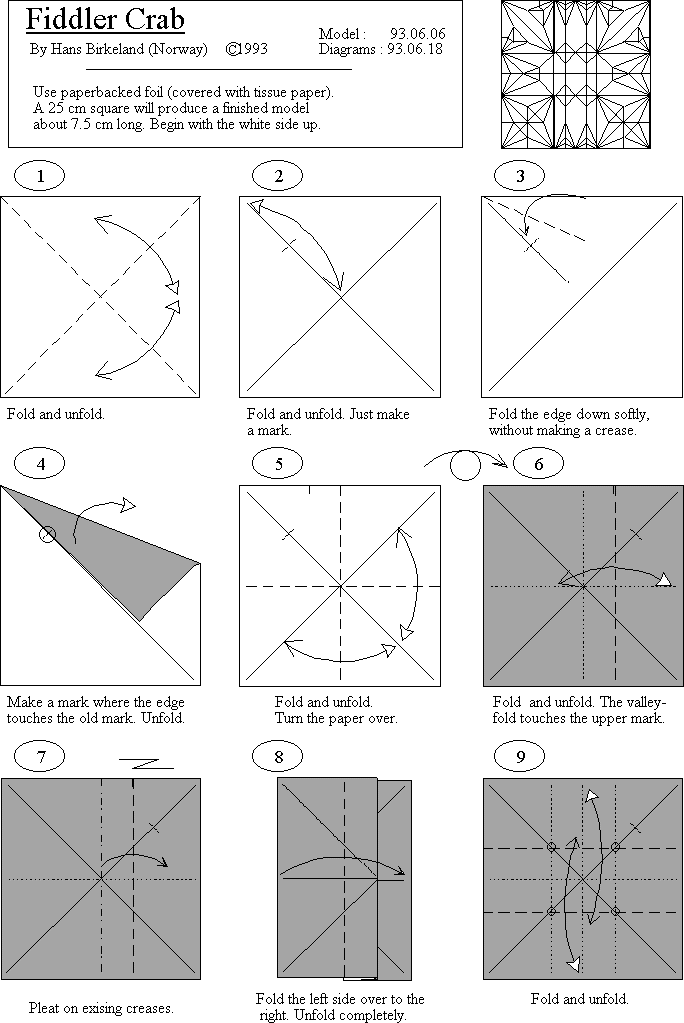 Fiddler Crab
By Hans Birkeland (Norway) ©1993
Model : 93.06.06
Diagrams : 93.06.18
Use paperbacked foil (covered with tissue paper).
A 25 cm square will produce a finished model
about 7.5 cm long. Begin with the white side up.
1
2
3
Fold and unfold.
Fold and unfold. Just make
a mark.
Fold the edge down softly,
without making a crease.
4
5
6
Make a mark where the edge
touches the old mark. Unfold.
Fold and unfold.
Turn the paper over.
Fold and unfold. The valley-
fold touches the upper mark.
7
8
9
Pleat on exising creases.
Fold the left side over to the
right. Unfold completely.
Fold and unfold.